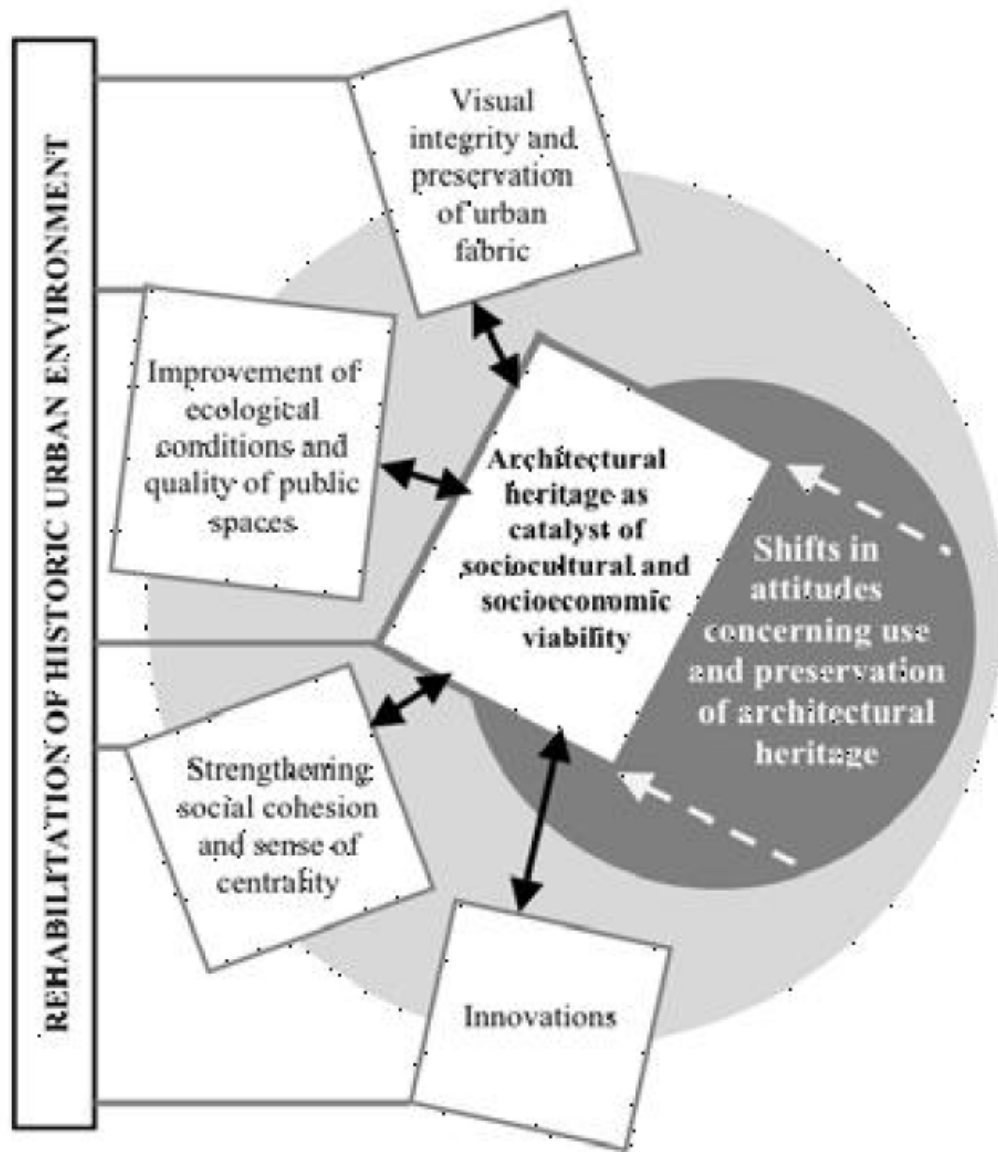 REHABILITATION OF HISTORIC URBAN ENVIRONMENT
Visual
integrity and
preservation
of urban
fabric
Improvement of
ecological
conditions and
quality of public
spaces
Architectural
heritage as
catalyst of
sociocultural and
socioeconomic
viability
Shifts in
attitudes
concerning use
and preservation
of architectural
heritage
Strengthening
social cohesion
and sense of
centrality
Innovations